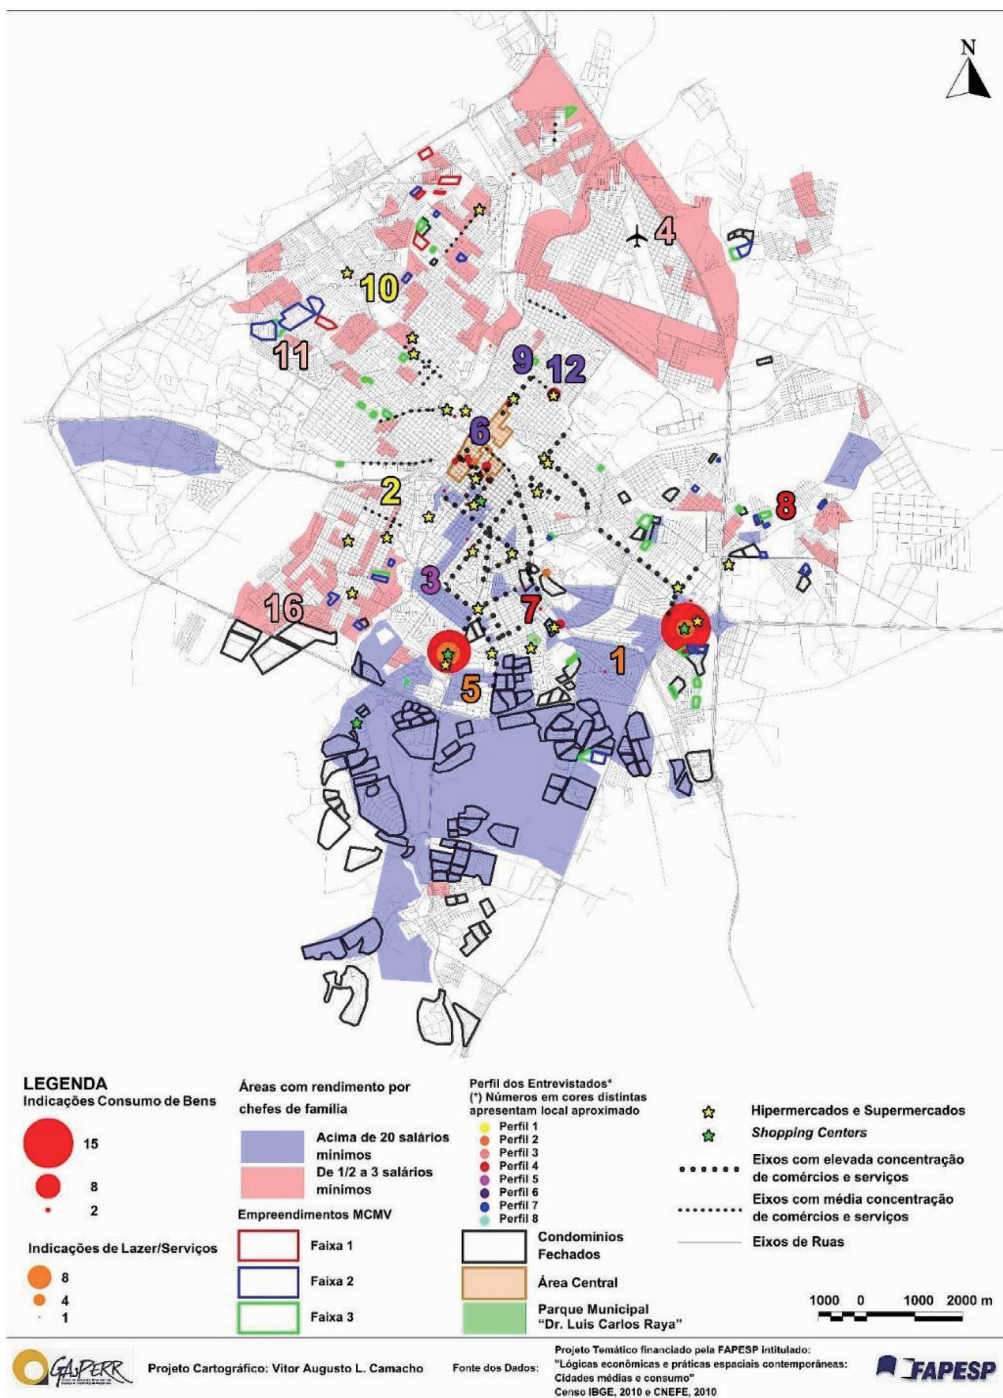 N
4
10
11
9
12
6
2
8
3
16
7
1
5
LEGENDA
Indicações Consumo de Bens
15
8
2
Indicações de Lazer/Serviços
8
4
1
Áreas com rendimento por
chefes de família
Acima de 20 salários
mínimos
De 1/2 a 3 salários
mínimos
Empreendimentos MCMV
Faixa 1
Faixa 2
Faixa 3
Perfil dos Entrevistados*
(*) Números em cores distintas
apresentam local aproximado
Perfil 1
Perfil 2
Perfil 3
Perfil 4
Perfil 5
Perfil 6
Perfil 7
Perfil 8
Condomínios
Fechados
Área Central
Parque Municipal
"Dr. Luis Carlos Raya"
Hipermercados e Supermercados
Shopping Centers
Eixos com elevada concentração
de comércios e serviços
Eixos com média concentração
de comércios e serviços
Eixos de Ruas
1000 0 1000 2000 m
GAsPERR
Projeto Cartográfico: Vitor Augusto L. Camacho
Fonte dos Dados:
Projeto Temático financiado pela FAPESP intitulado:
"Lógicas econômicas e práticas espaciais contemporâneas:
Cidades médias e consumo"
Censo IBGE, 2010 e CNEFE, 2010
FAPESP